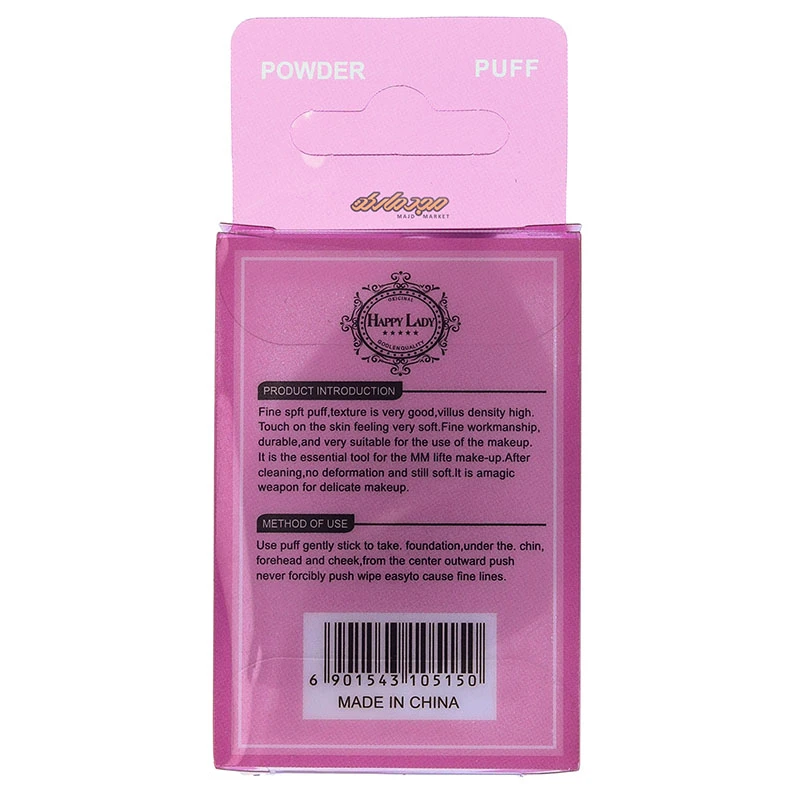 POWDER PUFF
مجد مارکت
MAJD MARKET
ORIGINAL
HAPPY LADY
GOOLENQUALITY
PRODUCT INTRODUCTION
Fine spft puff,texture is very good,villus density high.
Touch on the skin feeling very soft.Fine workmanship,
durable,and very suitable for the use of the makeup.
It is the essential tool for the MM lifte make-up.After
cleaning,no deformation and still soft.It is amagic
weapon for delicate makeup.
METHOD OF USE
Use puff gently stick to take. foundation,under the. chin,
forehead and cheek,from the center outward push
never forcibly push wipe easyto cause fine lines.
6 901543 105150
MADE IN CHINA